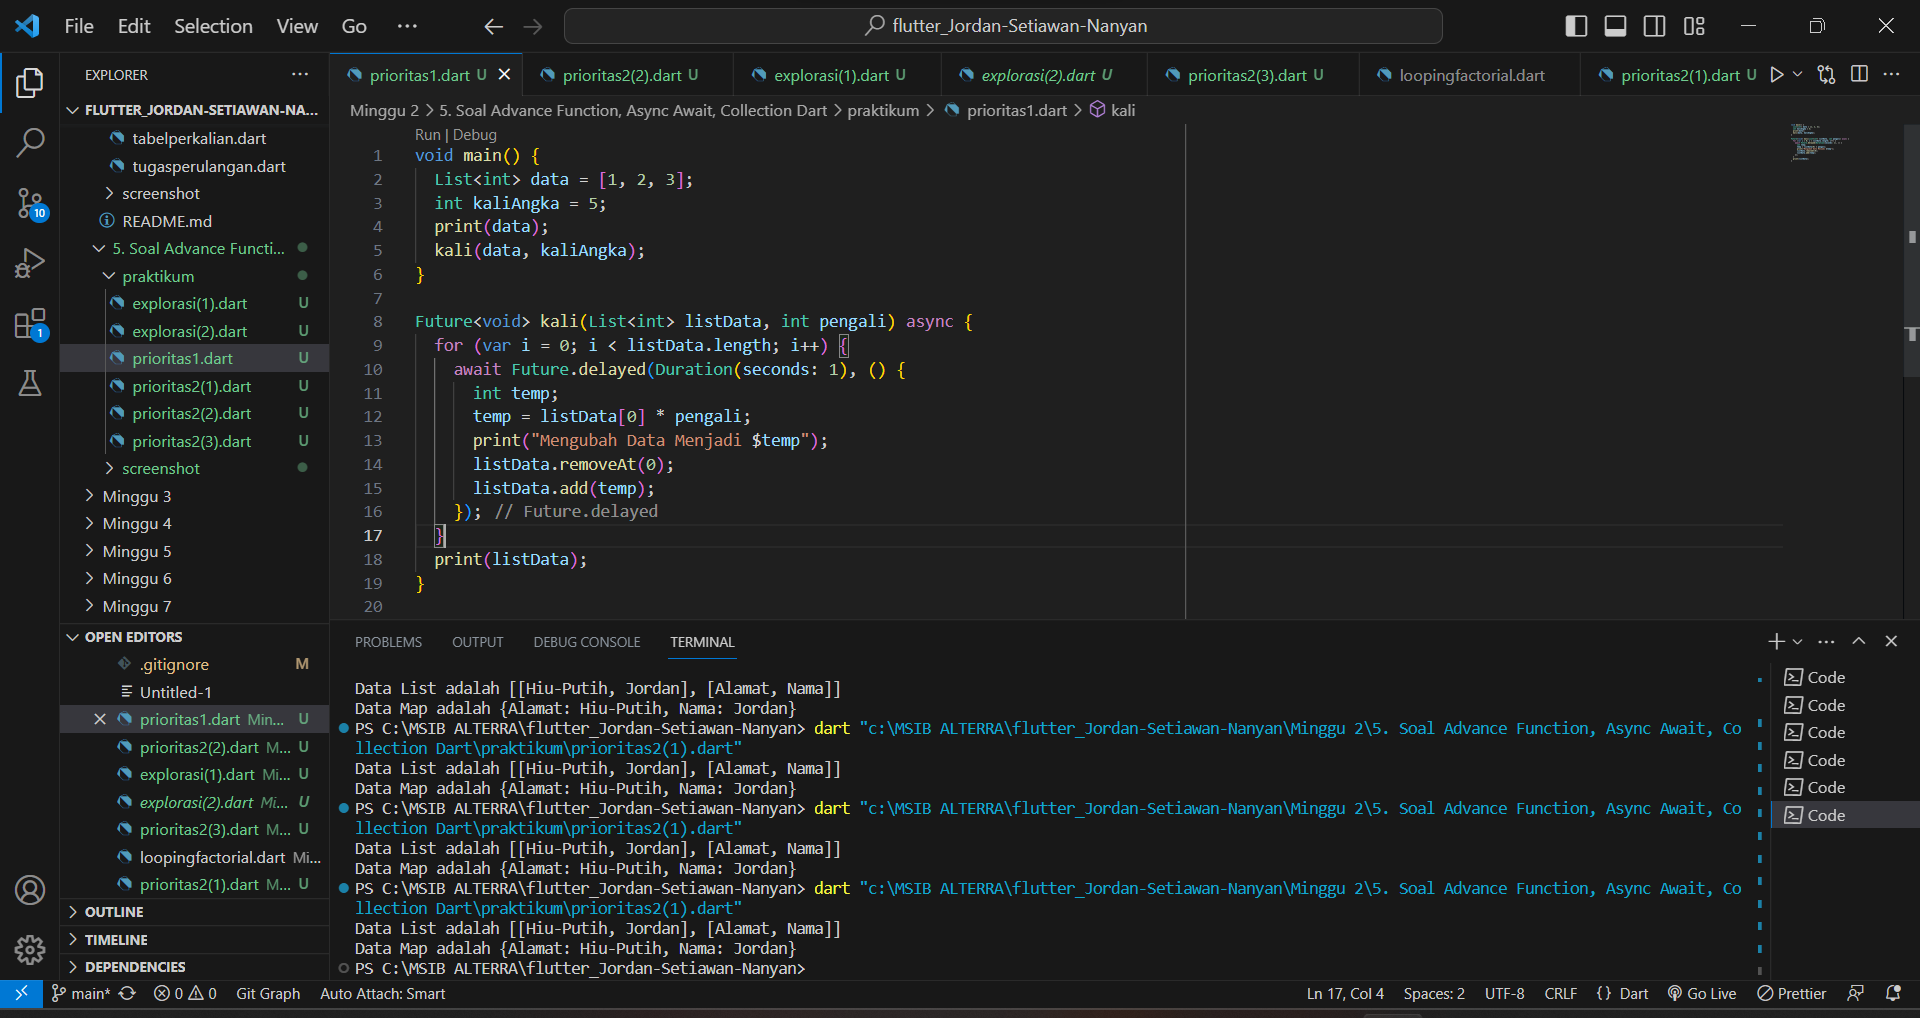 File Edit Selection View Go ··· flutter_Jordan-Setiawan-Nanyan
EXPLORER ···
FLUTTER_JORDAN-SETIAWAN-NA...
tabelperkalian.dart
tugasperulangan.dart
screenshot
README.md
5. Soal Advance Functi...
praktikum
explorasi(1).dart U
explorasi(2).dart U
prioritas1.dart U
prioritas2(1).dart U
prioritas2(2).dart U
prioritas2(3).dart U
screenshot
Minggu 3
Minggu 4
Minggu 5
Minggu 6
Minggu 7
OPEN EDITORS
.gitignore M
Untitled-1
prioritas1.dart Min... U
prioritas2(2).dart M... U
explorasi(1).dart Mi... U
explorasi(2).dart Mi... U
prioritas2(3).dart M... U
loopingfactorial.dart Mi...
prioritas2(1).dart M... U
OUTLINE
TIMELINE
DEPENDENCIES
10
1
prioritas1.dart U prioritas2(2).dart U explorasi(1).dart U explorasi(2).dart U prioritas2(3).dart U loopingfactorial.dart prioritas2(1).dart U
Minggu 2 > 5. Soal Advance Function, Async Await, Collection Dart > praktikum > prioritas1.dart > kali
Run | Debug
1 void main() {
2 List<int> data = [1, 2, 3];
3 int kaliAngka = 5;
4 print(data);
5 kali(data, kaliAngka);
6 }
7
8 Future<void> kali(List<int> listData, int pengali) async {
9 for (var i = 0; i < listData.length; i++) {
10 await Future.delayed(Duration(seconds: 1), () {
11 int temp;
12 temp = listData[0] * pengali;
13 print("Mengubah Data Menjadi $temp");
14 listData.removeAt(0);
15 listData.add(temp);
16 }); // Future.delayed
17 }
18 print(listData);
19 }
20
PROBLEMS OUTPUT DEBUG CONSOLE TERMINAL
Data List adalah [[Hiu-Putih, Jordan], [Alamat, Nama]]
Data Map adalah {Alamat: Hiu-Putih, Nama: Jordan}
PS C:\MSIB ALTERRA\flutter_Jordan-Setiawan-Nanyan> dart "c:\MSIB ALTERRA\flutter_Jordan-Setiawan-Nanyan\Minggu 2\5. Soal Advance Function, Async Await, Co
llection Dart\praktikum\prioritas2(1).dart"
Data List adalah [[Hiu-Putih, Jordan], [Alamat, Nama]]
Data Map adalah {Alamat: Hiu-Putih, Nama: Jordan}
PS C:\MSIB ALTERRA\flutter_Jordan-Setiawan-Nanyan> dart "c:\MSIB ALTERRA\flutter_Jordan-Setiawan-Nanyan\Minggu 2\5. Soal Advance Function, Async Await, Co
llection Dart\praktikum\prioritas2(1).dart"
Data List adalah [[Hiu-Putih, Jordan], [Alamat, Nama]]
Data Map adalah {Alamat: Hiu-Putih, Nama: Jordan}
PS C:\MSIB ALTERRA\flutter_Jordan-Setiawan-Nanyan> dart "c:\MSIB ALTERRA\flutter_Jordan-Setiawan-Nanyan\Minggu 2\5. Soal Advance Function, Async Await, Co
llection Dart\praktikum\prioritas2(1).dart"
Data List adalah [[Hiu-Putih, Jordan], [Alamat, Nama]]
Data Map adalah {Alamat: Hiu-Putih, Nama: Jordan}
PS C:\MSIB ALTERRA\flutter_Jordan-Setiawan-Nanyan>
Code
Code
Code
Code
Code
Code
main* 0 0 Git Graph Auto Attach: Smart Ln 17, Col 4 Spaces: 2 UTF-8 CRLF {} Dart Go Live Prettier